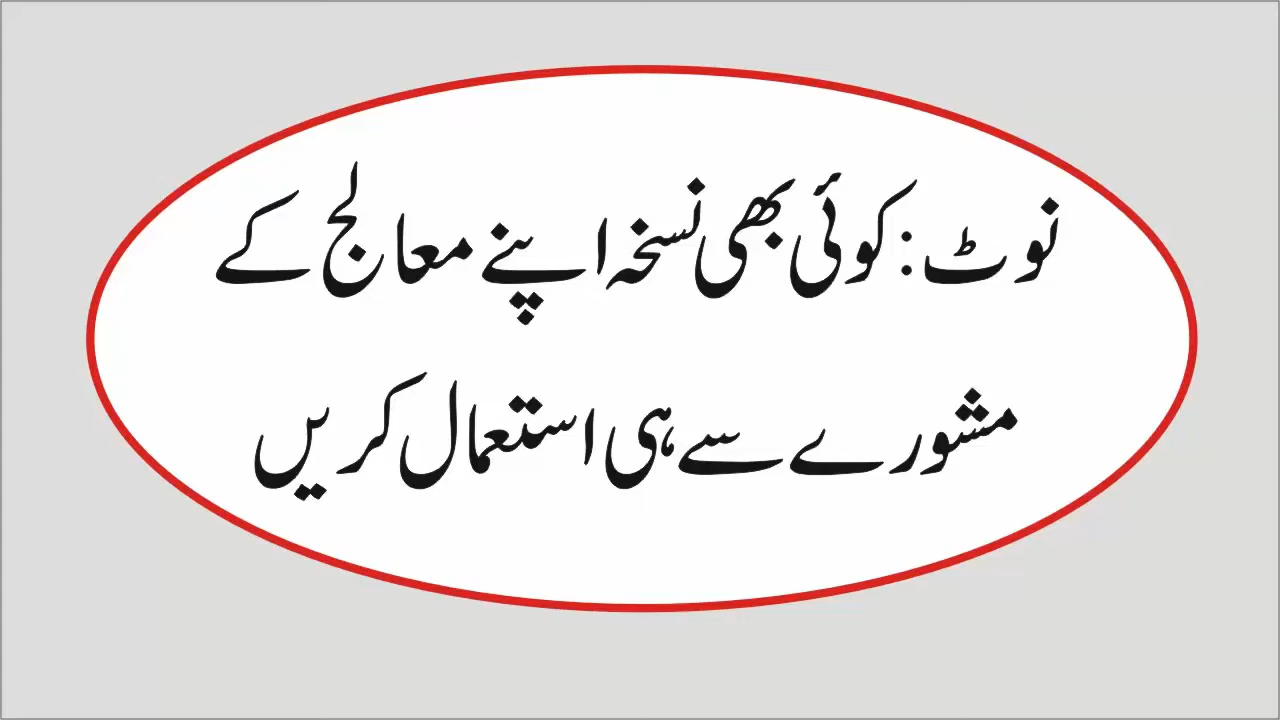 نوٹ: کوئی بھی نسخہ اپنے معالج کے
مشورے سے ہی استعمال کریں